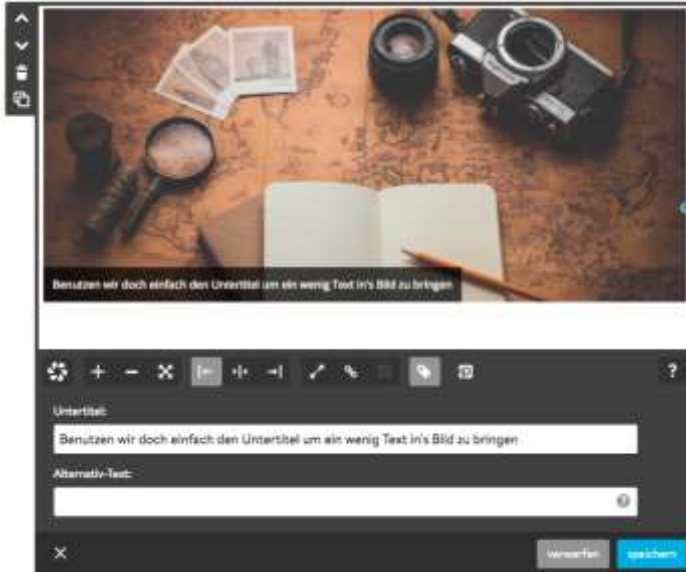 Benutzen wir doch einfach den Untertitel um ein wenig Text in's Bild zu bringen
?
Untertitel:
Benutzen wir doch einfach den Untertitel um ein wenig Text in's Bild zu bringen
Alternativ-Text:
?
verwerfen speichern